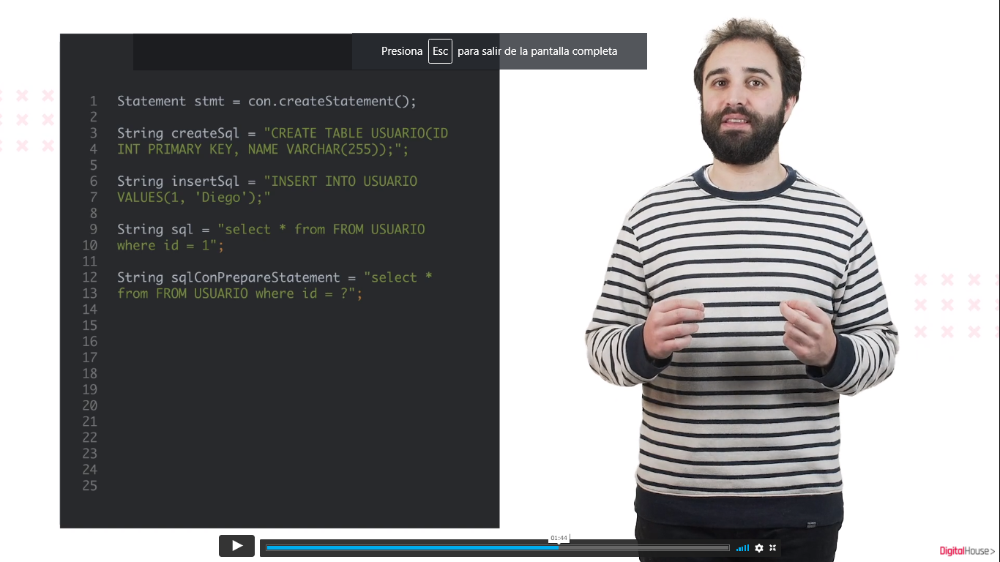 Presiona Esc para salir de la pantalla completa
1 Statement stmt = con.createStatement();
2
3 String createSql = "CREATE TABLE USUARIO(ID
4 INT PRIMARY KEY, NAME VARCHAR(255));";
5
6 String insertSql = "INSERT INTO USUARIO
7 VALUES(1, 'Diego');"
8
9 String sql = "select * from FROM USUARIO
10 where id = 1";
11
12 String sqlConPrepareStatement = "select *
13 from FROM USUARIO where id = ?";
14
15
16
17
18
19
20
21
22
23
24
25
01:44
DigitalHouse>